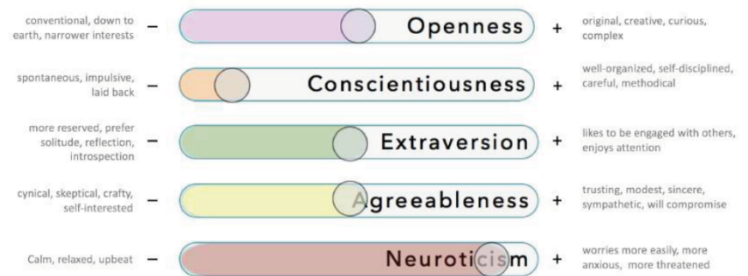 conventional, down to
earth, narrower interests
−
Openness
+
original, creative, curious,
complex
spontaneous, impulsive,
laid back
−
Conscientiousness
+
well-organized, self-disciplined,
careful, methodical
more reserved, prefer
solitude, reflection,
introspection
−
Extraversion
+
likes to be engaged with others,
enjoys attention
cynical, skeptical, crafty,
self-interested
−
Agreeableness
+
trusting, modest, sincere,
sympathetic, will compromise
Calm, relaxed, upbeat
−
Neuroticism
+
worries more easily, more
anxious, more threatened